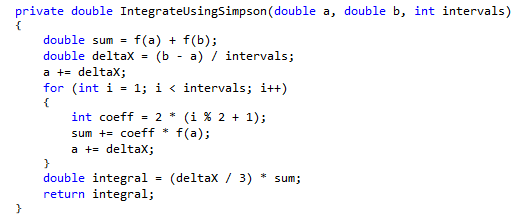 private double IntegrateUsingSimpson(double a, double b, int intervals)
{
    double sum = f(a) + f(b);
    double deltaX = (b - a) / intervals;
    a += deltaX;
    for (int i = 1; i < intervals; i++)
    {
        int coeff = 2 * (i % 2 + 1);
        sum += coeff * f(a);
        a += deltaX;
    }
    double integral = (deltaX / 3) * sum;
    return integral;
}